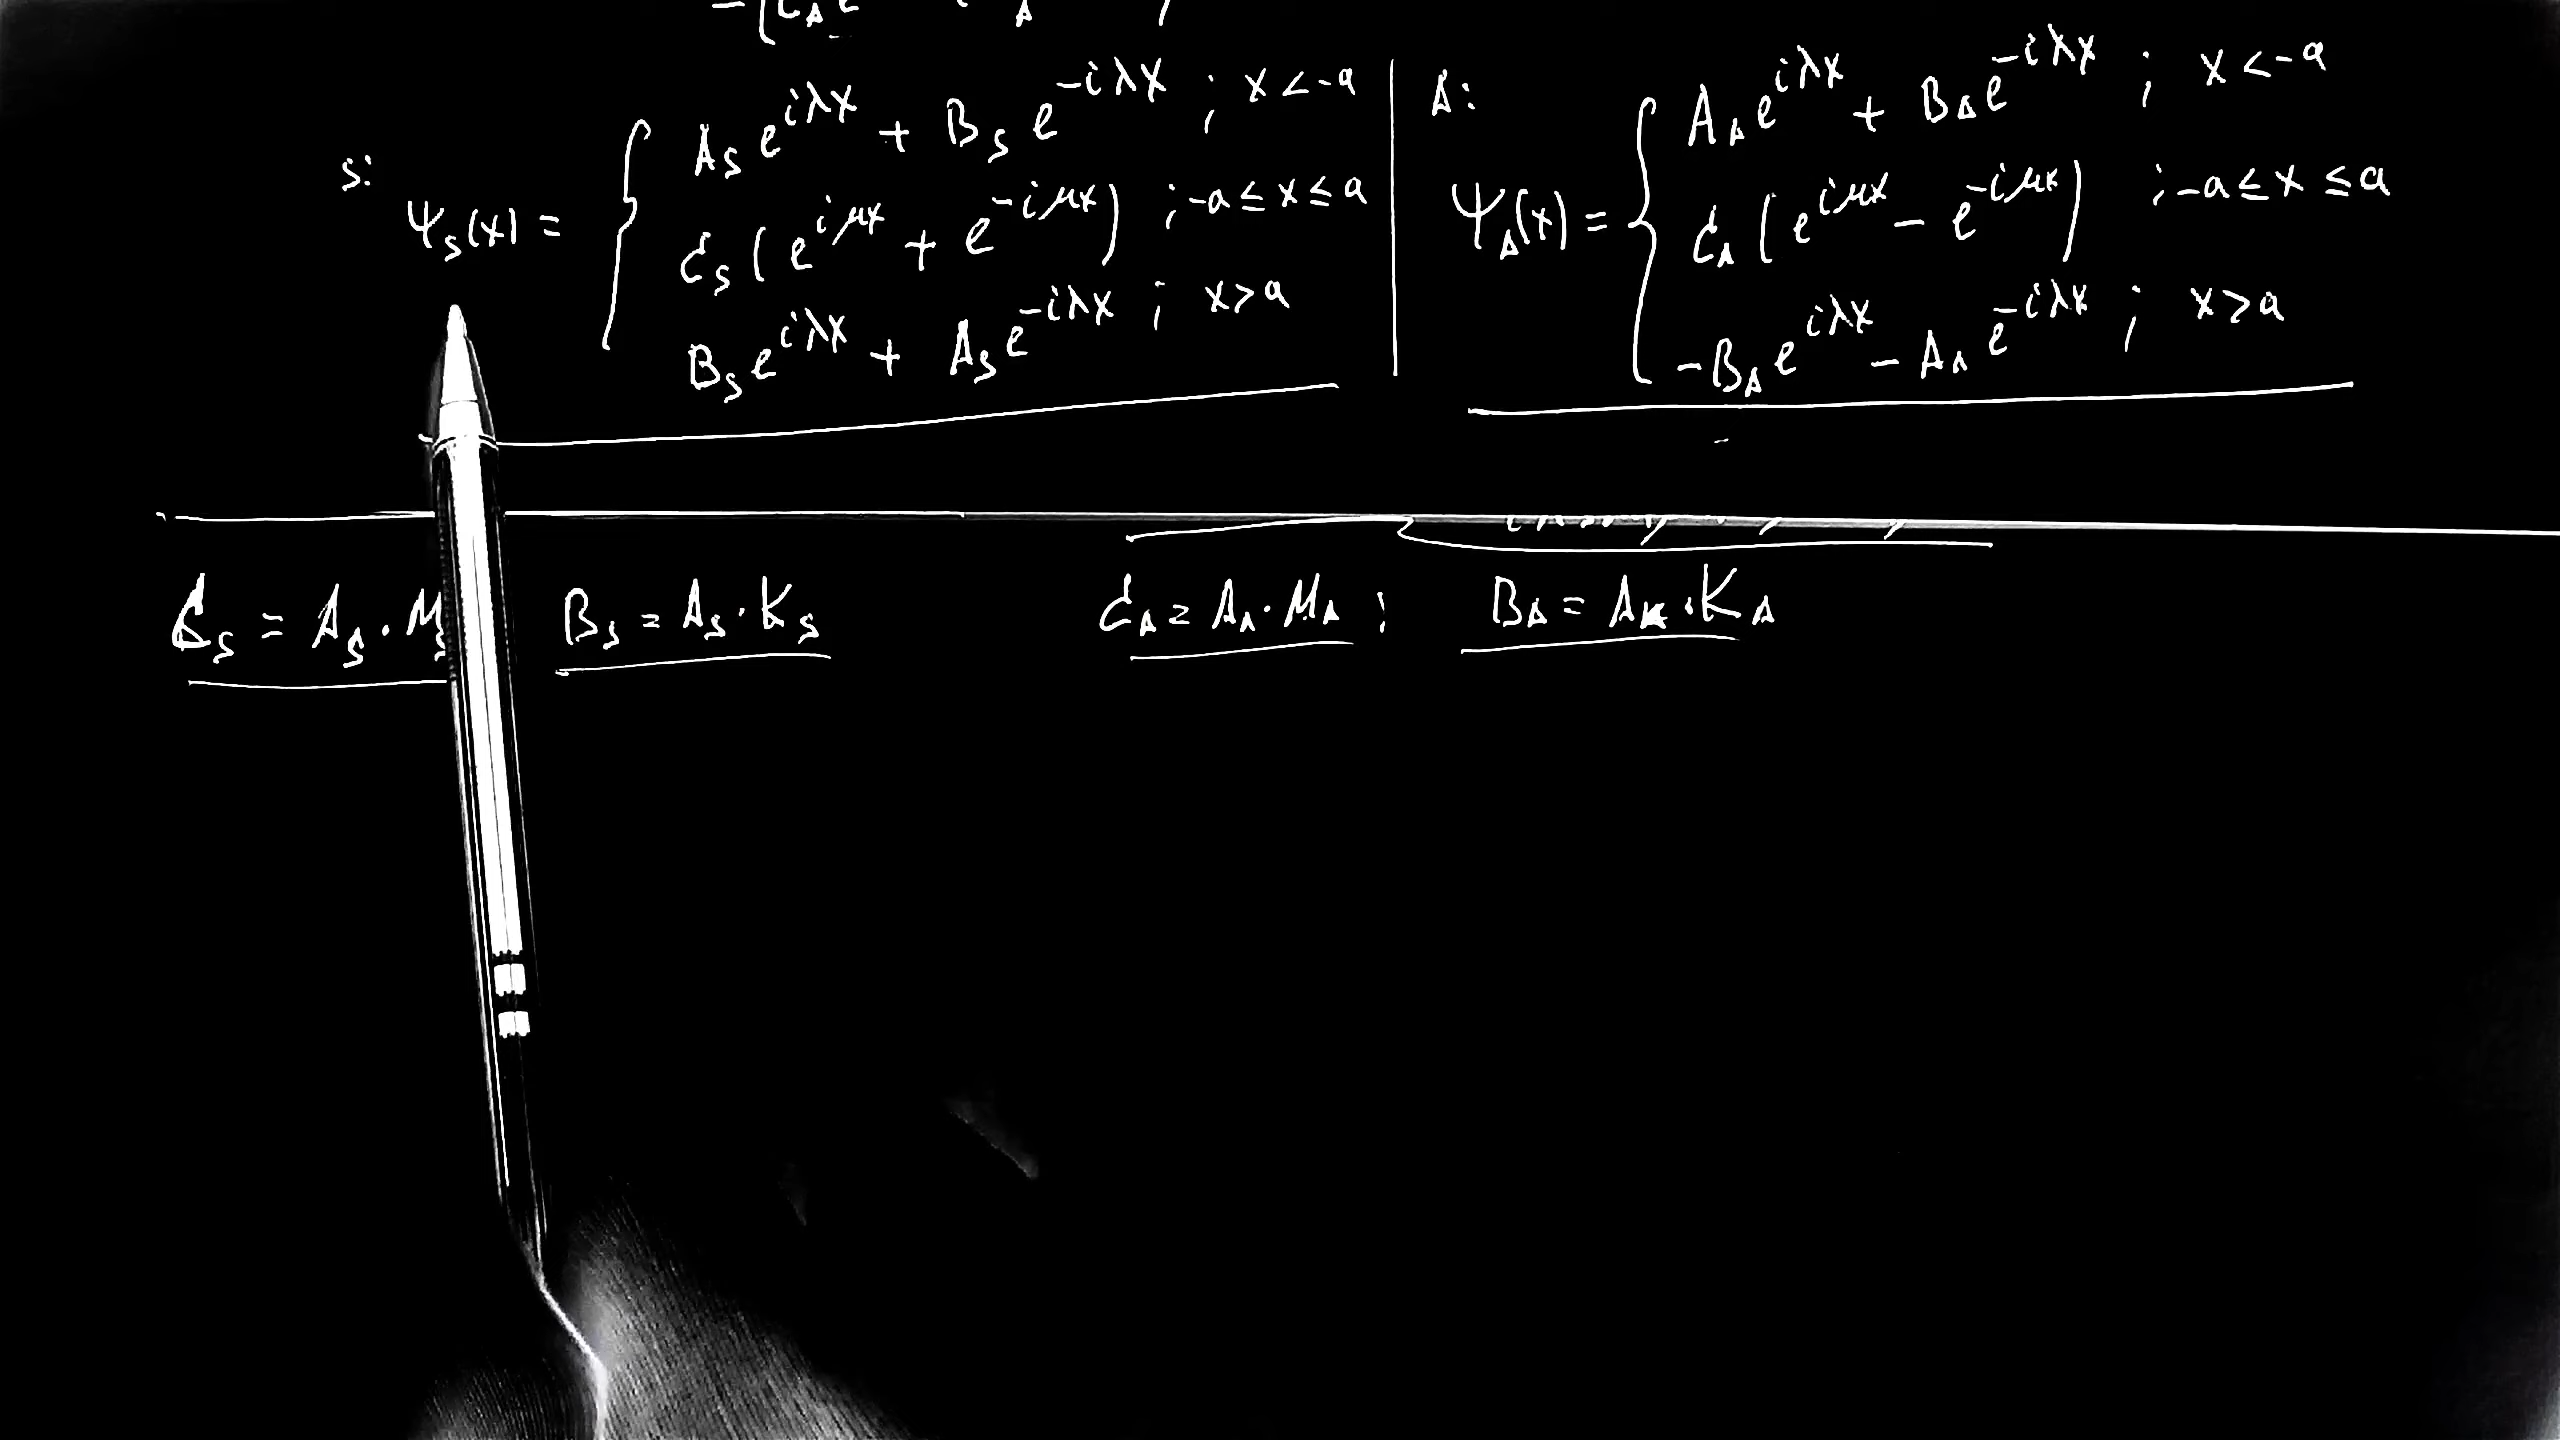 S: Ψ_S(x) = { A_S e^{iλx} + B_S e^{-iλx} ; x < -a
C_S (e^{iμx} + e^{-iμx}) ; -a ≤ x ≤ a
B_S e^{iλx} + A_S e^{-iλx} ; x > a
A:
Ψ_A(x) = { A_A e^{iλx} + B_A e^{-iλx} ; x < -a
C_A (e^{iμx} - e^{-iμx}) ; -a ≤ x ≤ a
-B_A e^{iλx} - A_A e^{-iλx} ; x > a
C_S = A_S · M_S B_S = A_S · K_S C_A = A_A · M_A ; B_A = A_A · K_A